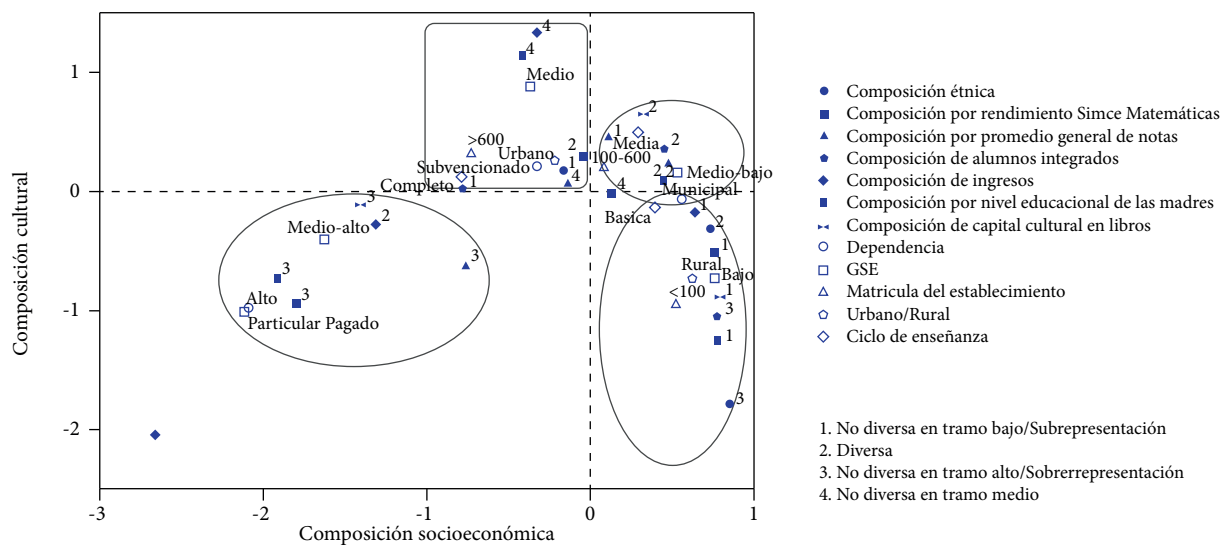 4
4
Medio
1
>600
Urbano
2
1
100-600
Subvencionado
1
4
Completo
1
2
Media
2
Medio-bajo
2
2
Municipal
4
Basica
1
2
1
Rural
Bajo
<100
1
3
1
3
3
2
Medio-alto
3
3
3
Alto
Particular Pagado
0
-1
-2
-3
-2
-1
0
1
Composición cultural
Composición socioeconómica
Composición étnica
Composición por rendimiento Simce Matemáticas
Composición por promedio general de notas
Composición de alumnos integrados
Composición de ingresos
Composición por nivel educacional de las madres
Composición de capital cultural en libros
Dependencia
GSE
Matricula del establecimiento
Urbano/Rural
Ciclo de enseñanza
1. No diversa en tramo bajo/Subrepresentación
2. Diversa
3. No diversa en tramo alto/Sobrerrepresentación
4. No diversa en tramo medio